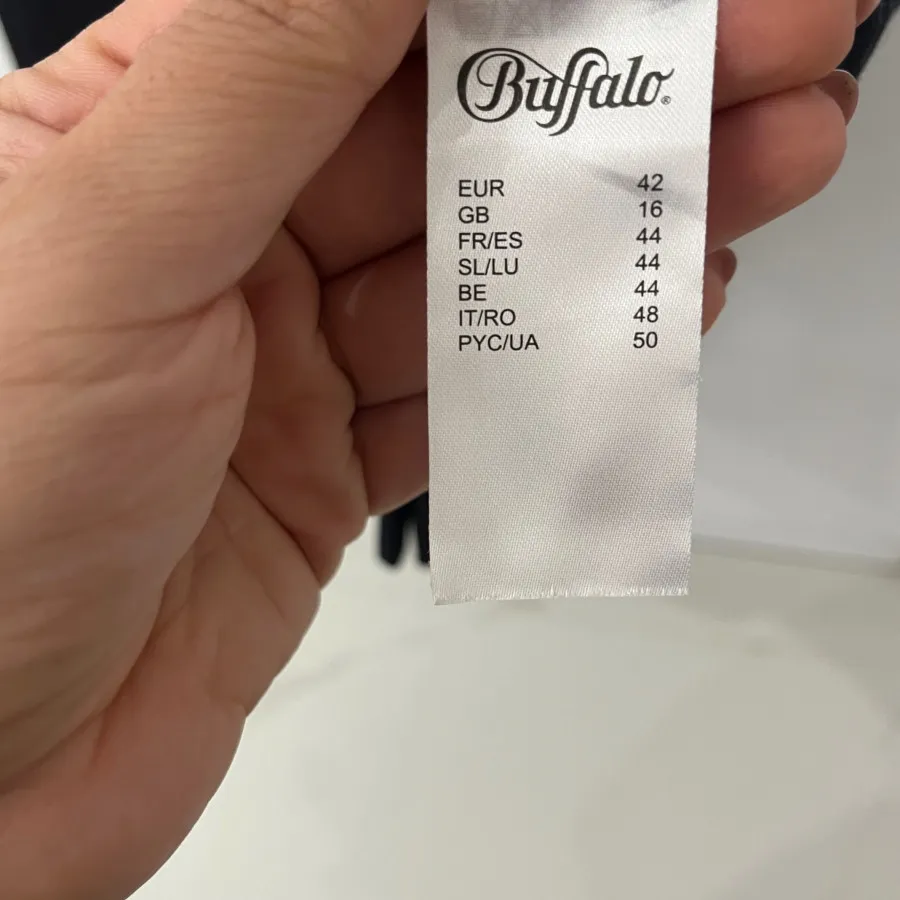 Buffalo®
EUR 42
GB 16
FR/ES 44
SL/LU 44
BE 44
IT/RO 48
PYC/UA 50